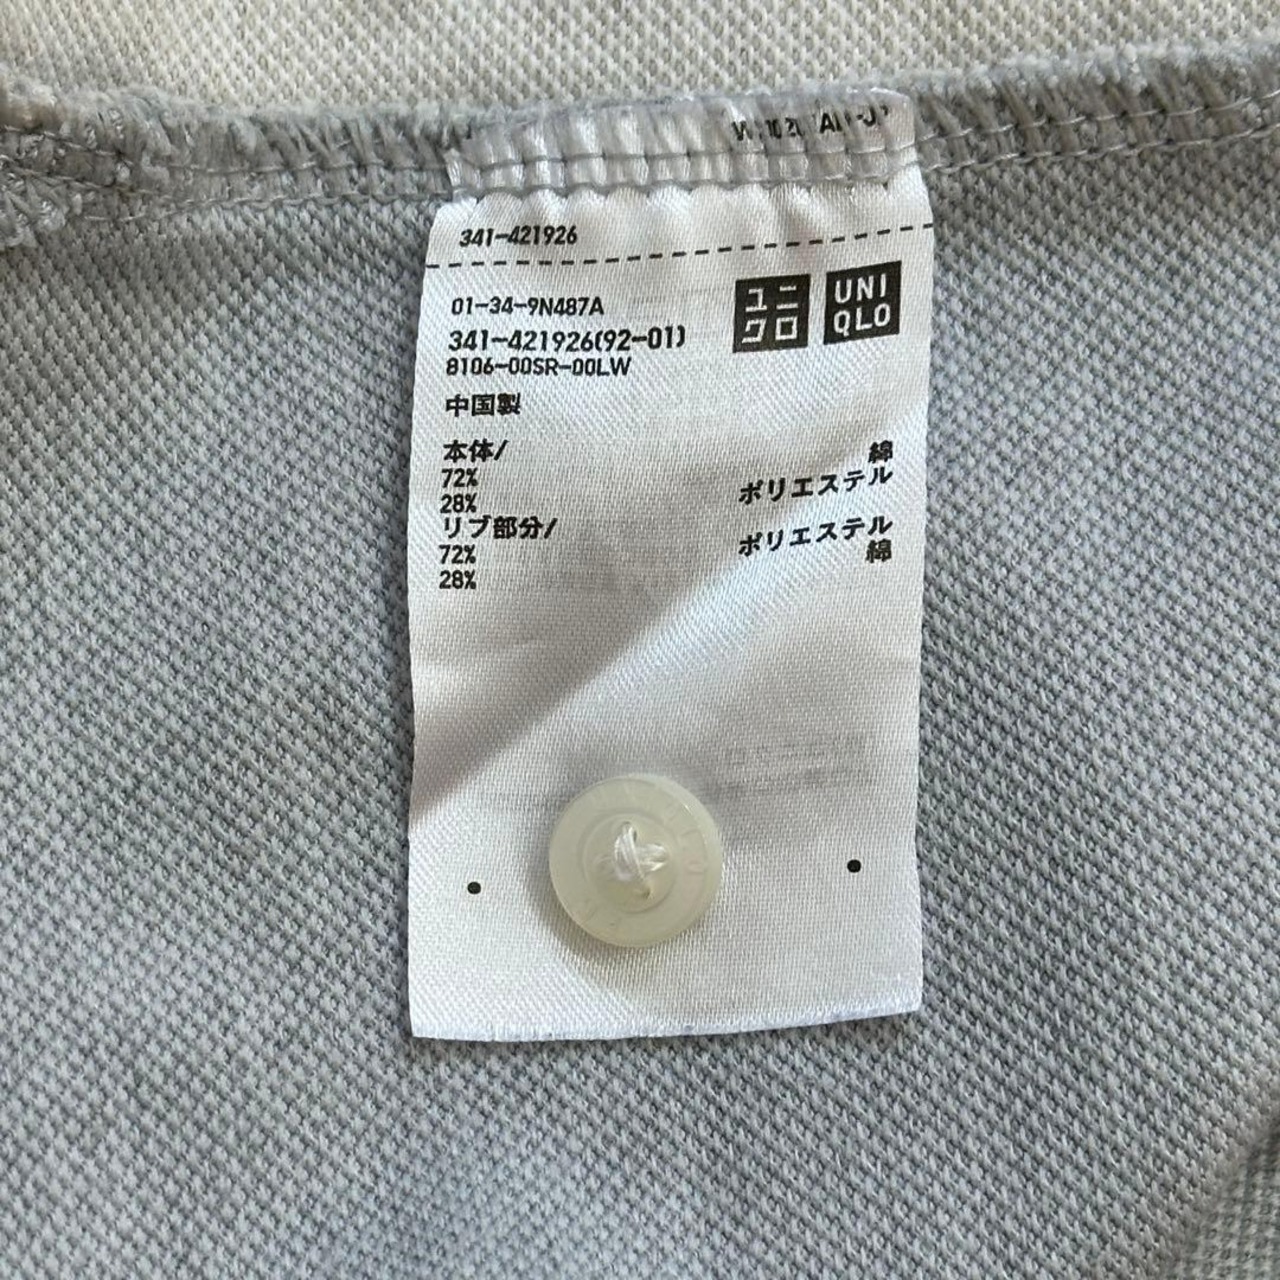 341-421926
01-34-9N487A
341-421926(92-01)
8106-00SR-00LW
ユニ
クロ
UNI
QLO
中国製
本体/
72% 綿
28% ポリエステル
リブ部分/
72% ポリエステル
28% 綿